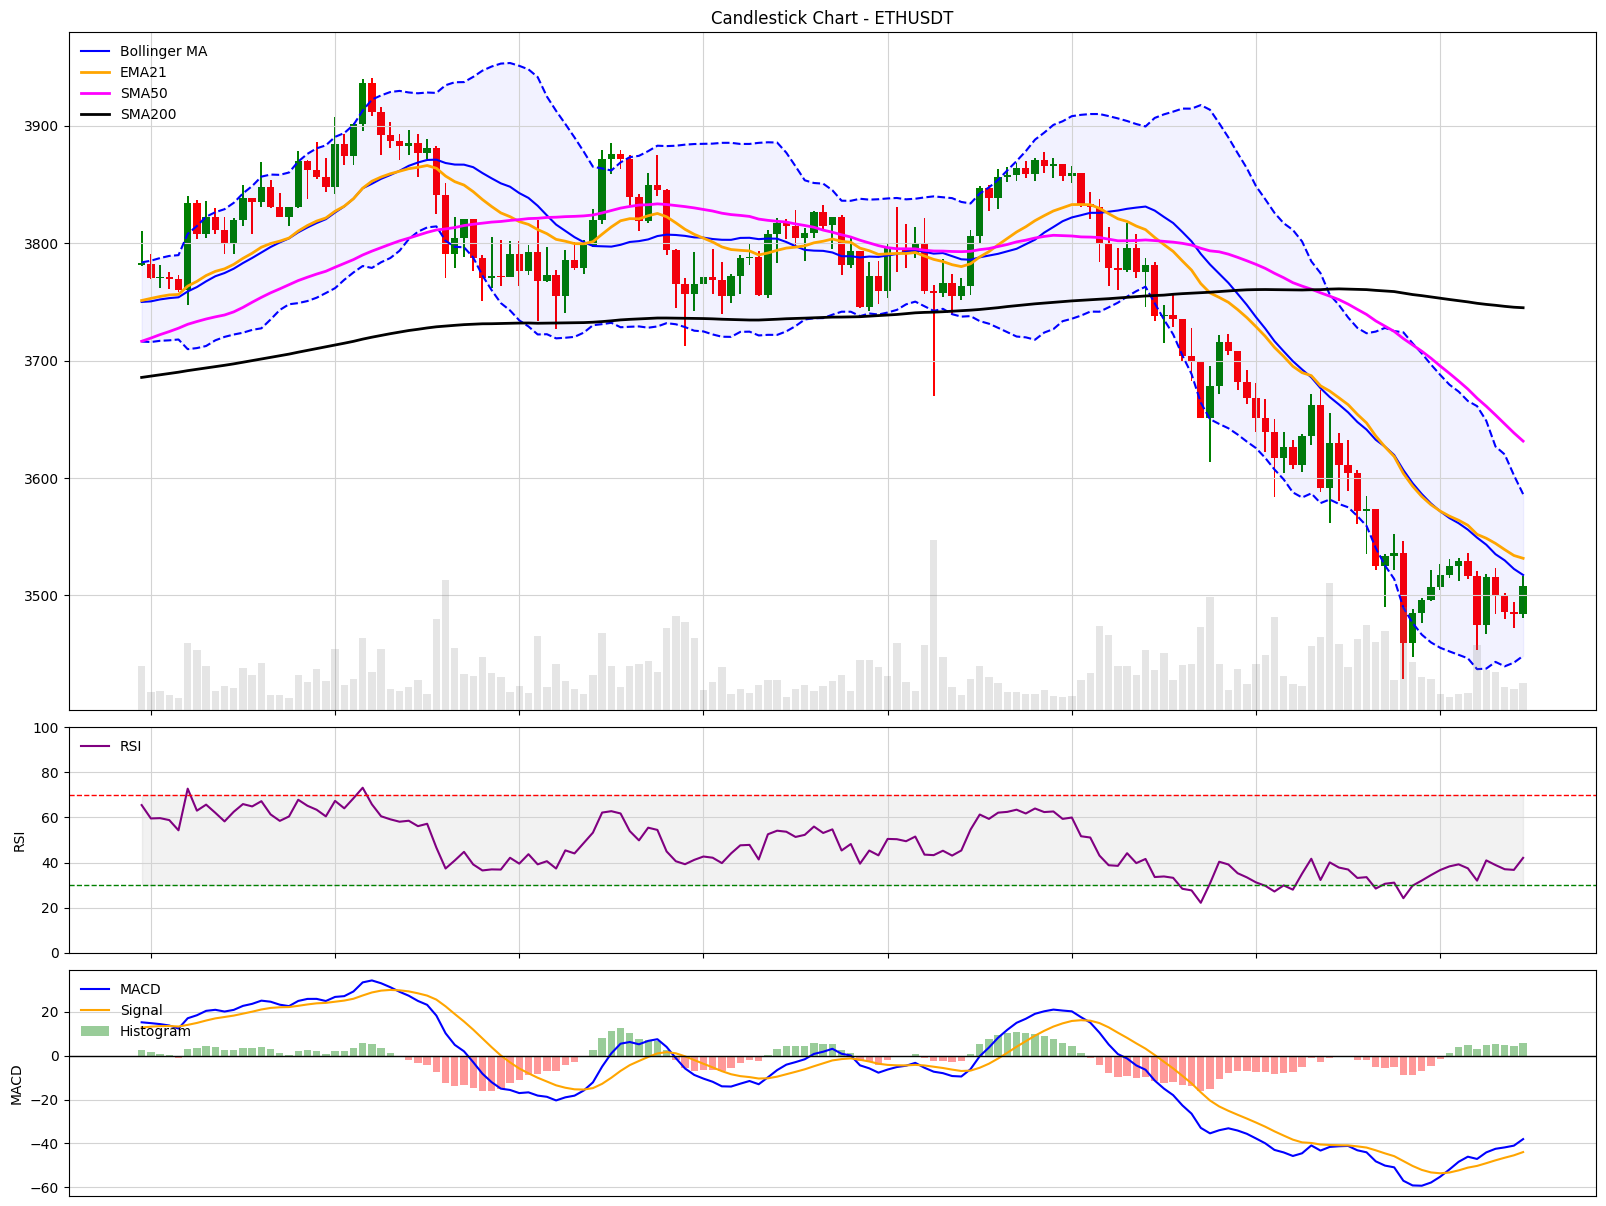 Candlestick Chart - ETHUSDT
Bollinger MA
EMA21
SMA50
SMA200
3900
3800
3700
3600
3500
RSI
100
80
60
40
20
0
RSI
MACD
Signal
Histogram
20
0
−20
−40
−60
MACD